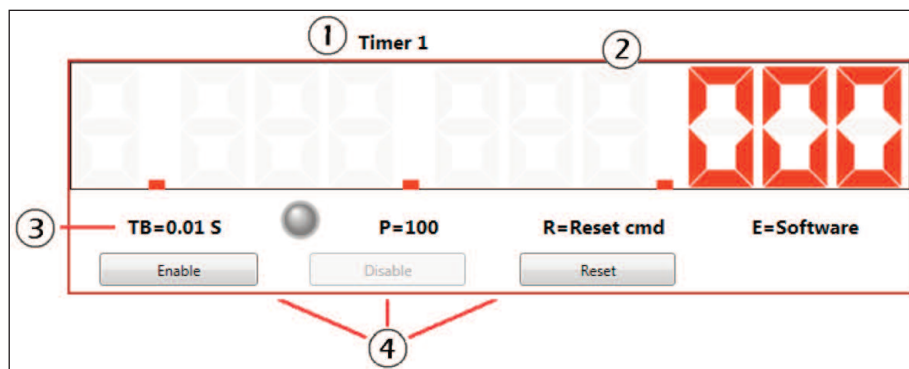 ① Timer 1 ②
000
③ TB=0.01 S P=100 R=Reset cmd E=Software
Enable Disable Reset
④